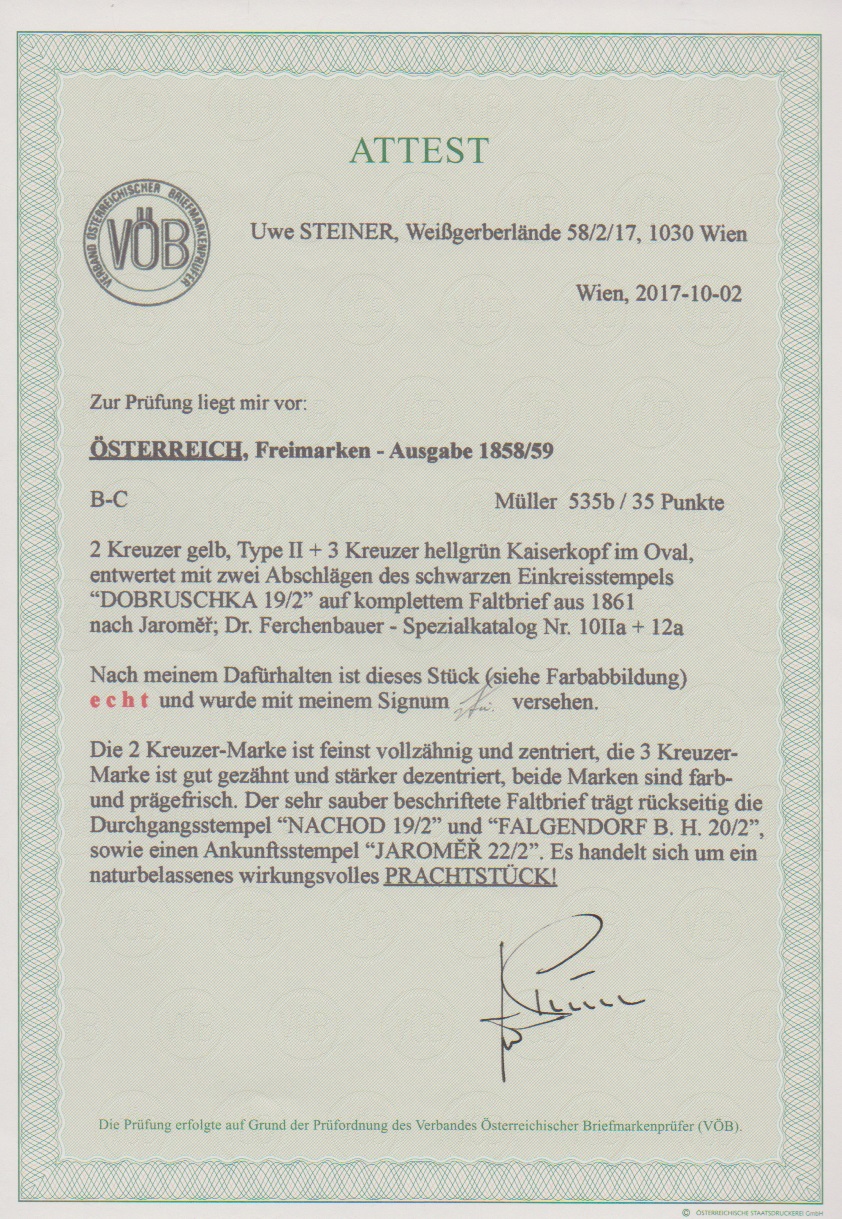 ATTEST
VERBAND ÖSTERREICHISCHER BRIEFMARKENPRÜFER
VÖB
Uwe STEINER, Weißgerberlände 58/2/17, 1030 Wien
Wien, 2017-10-02
Zur Prüfung liegt mir vor:
ÖSTERREICH, Freimarken - Ausgabe 1858/59
B-C Müller 535b / 35 Punkte
2 Kreuzer gelb, Type II + 3 Kreuzer hellgrün Kaiserkopf im Oval,
entwertet mit zwei Abschlägen des schwarzen Einkreisstempels
“DOBRUSCHKA 19/2” auf komplettem Faltbrief aus 1861
nach Jaroměř; Dr. Ferchenbauer - Spezialkatalog Nr. 10IIa + 12a
Nach meinem Dafürhalten ist dieses Stück (siehe Farbabbildung)
echt und wurde mit meinem Signum versehen.
Die 2 Kreuzer-Marke ist feinst vollzähnig und zentriert, die 3 Kreuzer-
Marke ist gut gezähnt und stärker dezentriert, beide Marken sind farb-
und prägefrisch. Der sehr sauber beschriftete Faltbrief trägt rückseitig die
Durchgangsstempel “NACHOD 19/2” und “FALGENDORF B. H. 20/2”,
sowie einen Ankunftsstempel “JAROMĚŘ 22/2”. Es handelt sich um ein
naturbelassenes wirkungsvolles PRACHTSTÜCK!
Die Prüfung erfolgte auf Grund der Prüfordnung des Verbandes Österreichischer Briefmarkenprüfer (VÖB).
© ÖSTERREICHISCHE STAATSDRUCKEREI GmbH